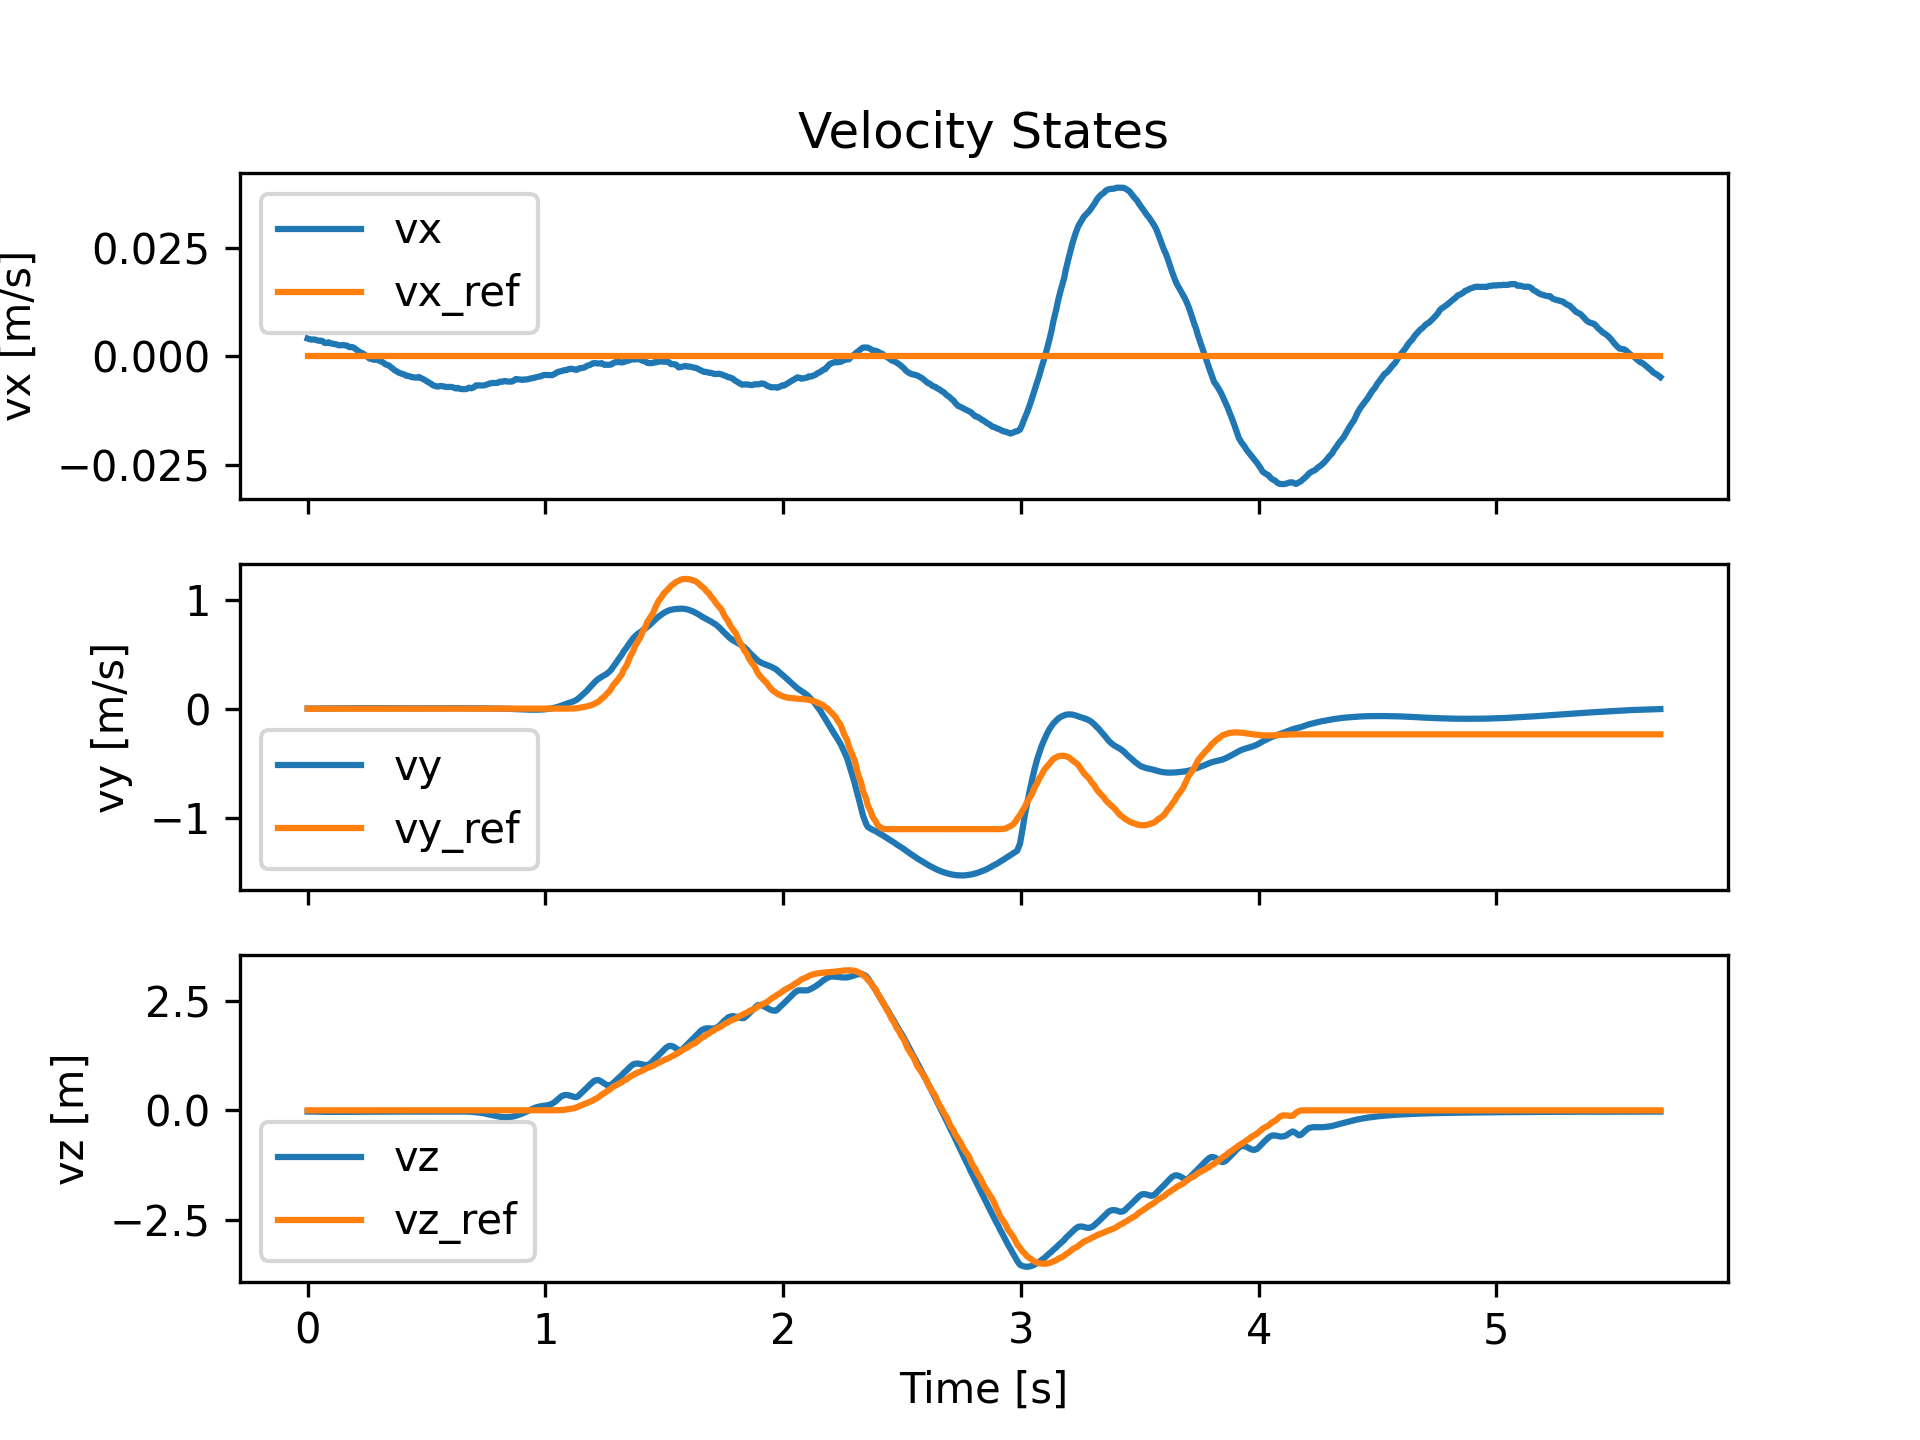 Velocity States
vx [m/s]
0.025
0.000
−0.025
vx
vx_ref
vy [m/s]
1
0
−1
vy
vy_ref
vz [m]
2.5
0.0
−2.5
vz
vz_ref
0 1 2 3 4 5
Time [s]